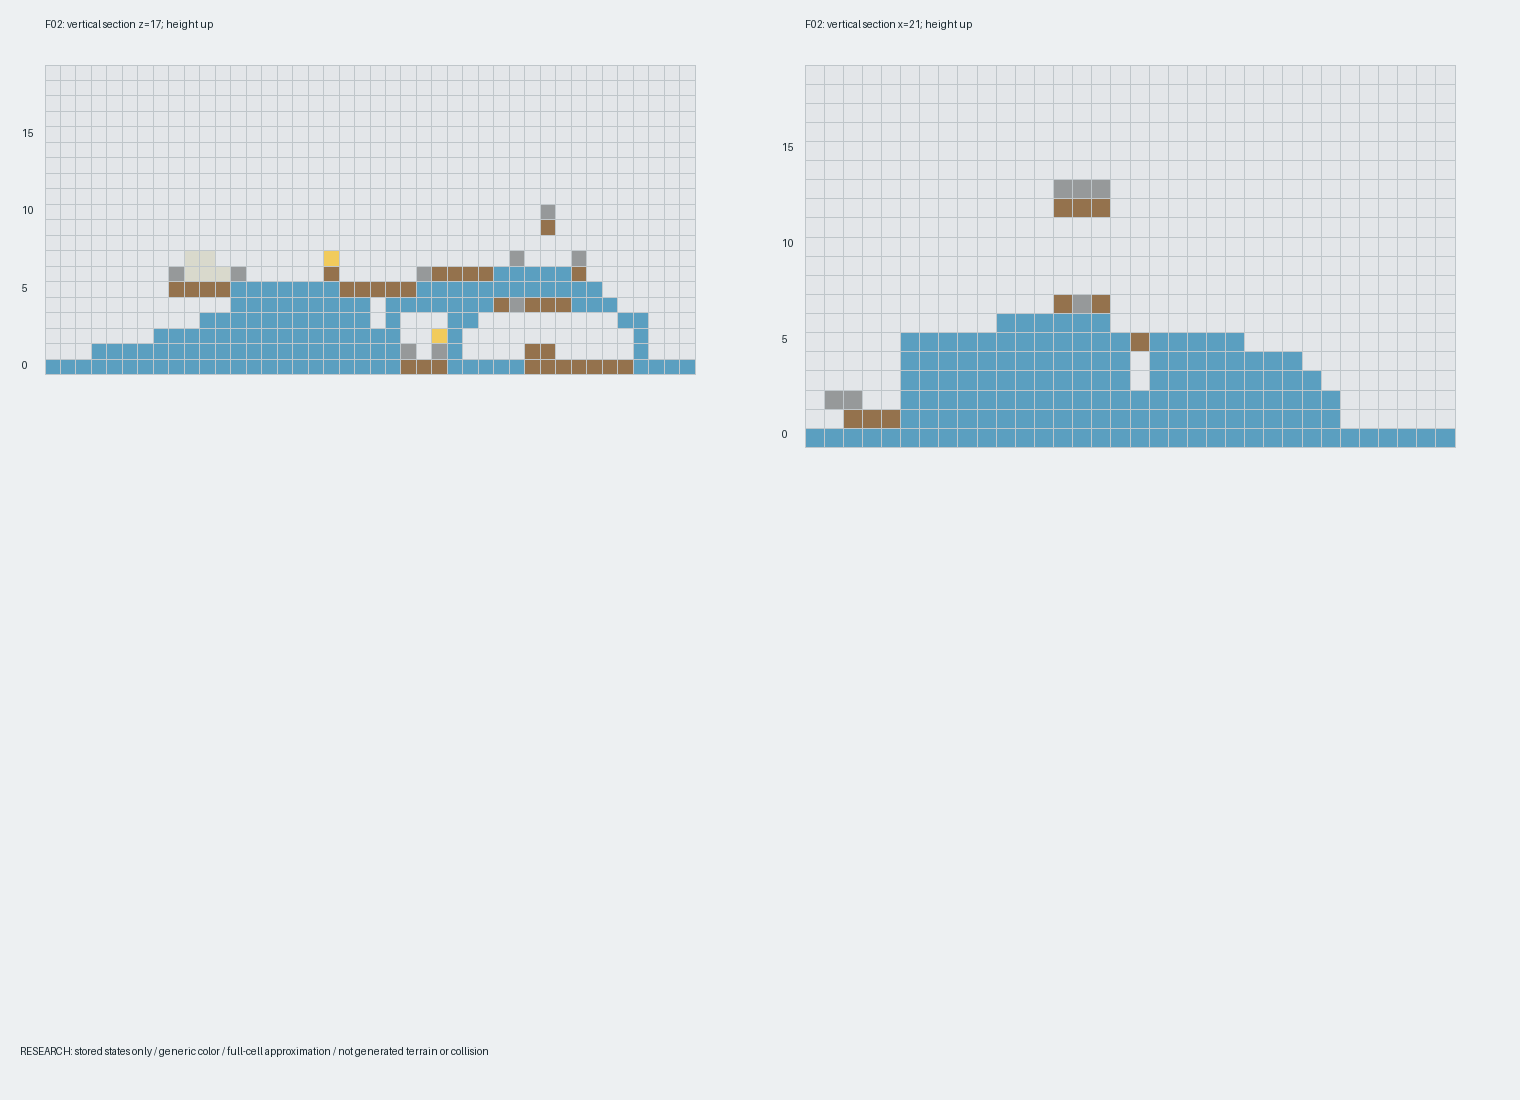 F02: vertical section z=17; height up
F02: vertical section x=21; height up
15
10
5
0
15
10
5
0
RESEARCH: stored states only / generic color / full-cell approximation / not generated terrain or collision